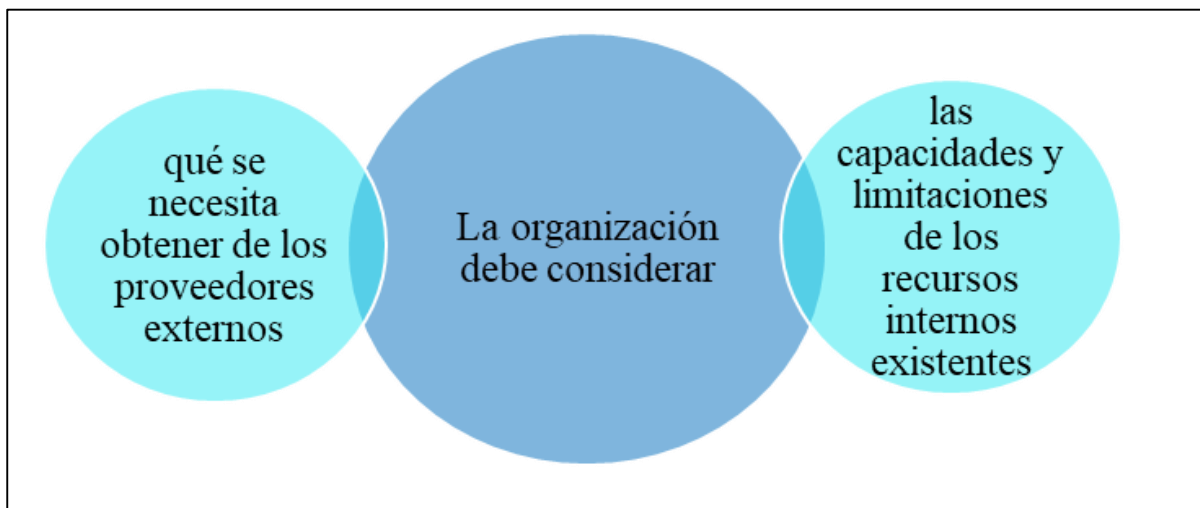 qué se
necesita
obtener de los
proveedores
externos
La organización
debe considerar
las
capacidades y
limitaciones
de los
recursos
internos
existentes